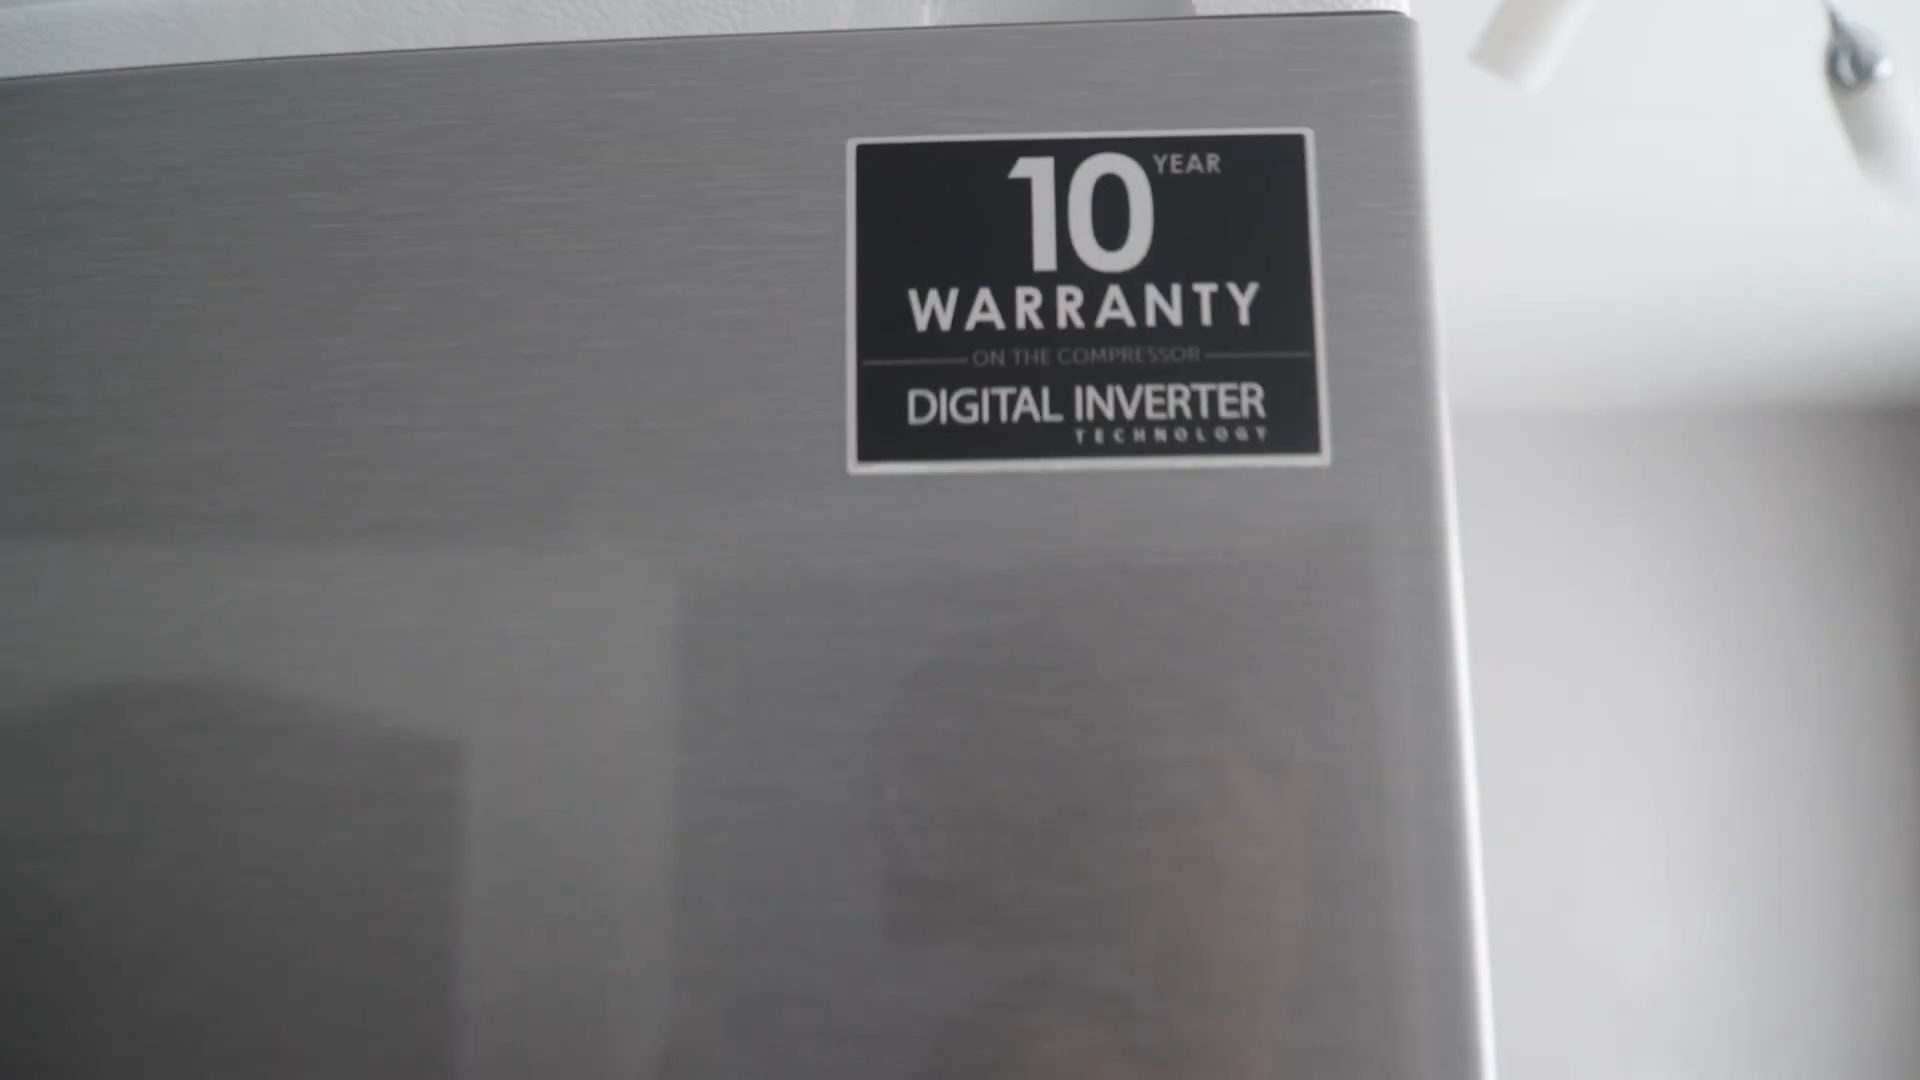 10 YEAR
WARRANTY
ON THE COMPRESSOR
DIGITAL INVERTER
TECHNOLOGY